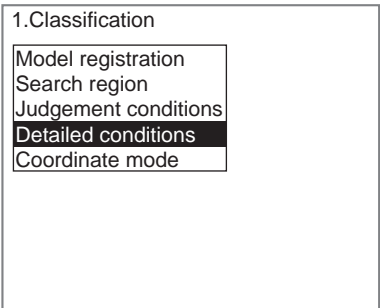 1.Classification
Model registration
Search region
Judgement conditions
Detailed conditions
Coordinate mode